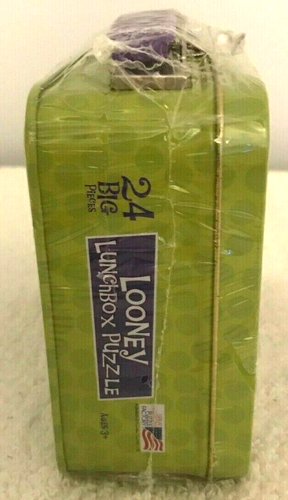 24
BIG
PIECES
LOONEY
LUNCHBOX PUZZLE
AGES 3+